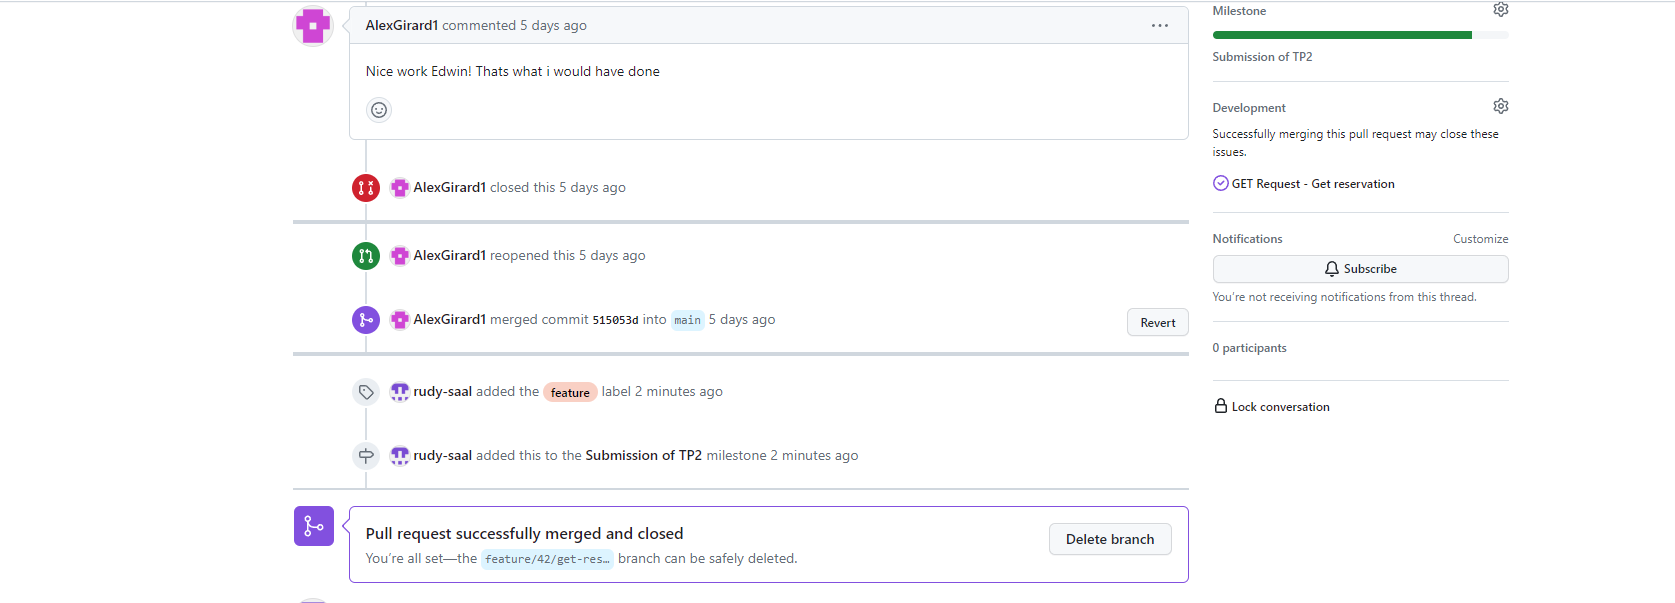 AlexGirard1 commented 5 days ago
Nice work Edwin! Thats what i would have done
AlexGirard1 closed this 5 days ago
AlexGirard1 reopened this 5 days ago
AlexGirard1 merged commit 515053d into main 5 days ago
Revert
rudy-saal added the feature label 2 minutes ago
rudy-saal added this to the Submission of TP2 milestone 2 minutes ago
Pull request successfully merged and closed
You're all set—the feature/42/get-res… branch can be safely deleted.
Delete branch
Milestone
Submission of TP2
Development
Successfully merging this pull request may close these
issues.
GET Request - Get reservation
Notifications
Customize
Subscribe
You're not receiving notifications from this thread.
0 participants
Lock conversation